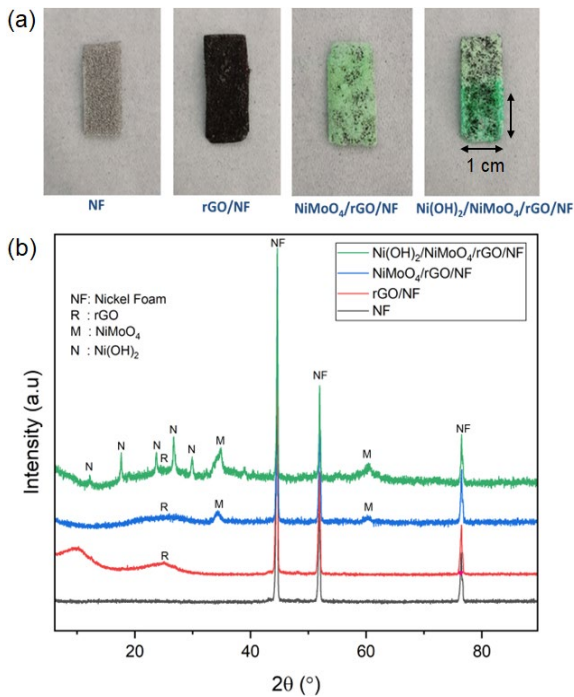 (a)
1 cm
NF
rGO/NF
NiMoO₄/rGO/NF
Ni(OH)₂/NiMoO₄/rGO/NF
(b)
NF
Ni(OH)₂/NiMoO₄/rGO/NF
NiMoO₄/rGO/NF
rGO/NF
NF
NF: Nickel Foam
R : rGO
M : NiMoO₄
N : Ni(OH)₂
NF
NF
N
N
N
R
N
N
M
M
R
M
M
R
Intensity (a.u)
20
40
60
80
2θ (°)